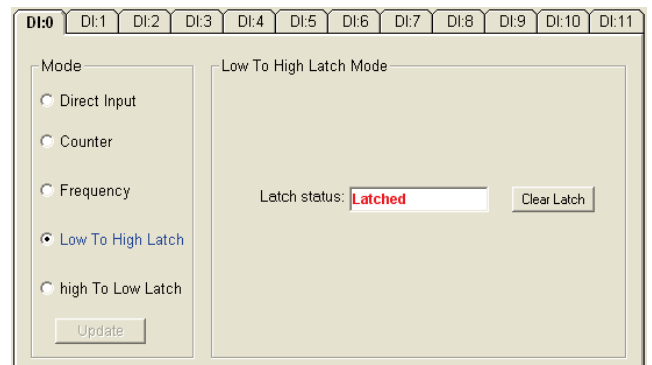 DI:0 DI:1 DI:2 DI:3 DI:4 DI:5 DI:6 DI:7 DI:8 DI:9 DI:10 DI:11
Mode
Direct Input
Counter
Frequency
Low To High Latch
high To Low Latch
Update
Low To High Latch Mode
Latch status: Latched Clear Latch